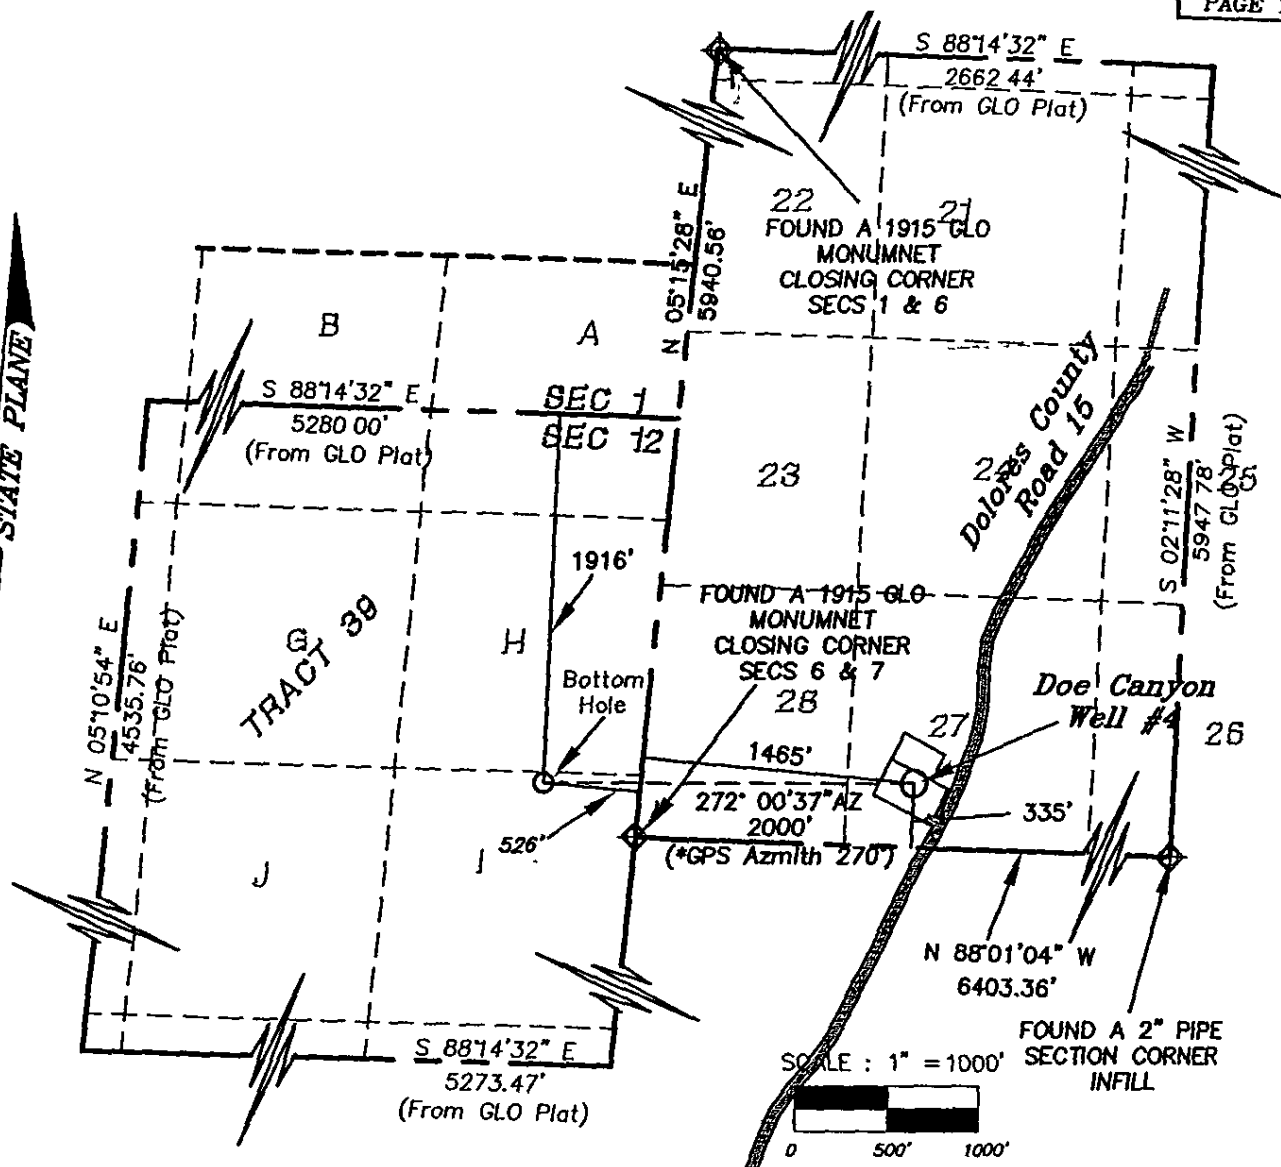 PAGE
S 88°14'32" E
2662.44'
(From GLO Plat)
22
21
FOUND A 1915 GLO
MONUMNET
CLOSING CORNER
SECS 1 & 6
N 05°15'28" E
5940.56'
STATE PLANE
B
A
S 88°14'32" E
5280.00'
(From GLO Plat)
SEC 1
SEC 12
23
Dolores County
Road 15
25
S 02°11'28" W
5947.78'
(From GLO Plat)
1916'
FOUND A 1915 GLO
MONUMNET
CLOSING CORNER
SECS 6 & 7
N 05°10'54" E
4535.76'
(From GLO Plat)
G
TRACT 39
H
Bottom
Hole
28
27
Doe Canyon
Well #4
26
1465'
272° 00'37"AZ
2000'
(*GPS Azmith 270°)
335'
526'
J
I
N 88°01'04" W
6403.36'
FOUND A 2" PIPE
SECTION CORNER
INFILL
S 88°14'32" E
5273.47'
(From GLO Plat)
SCALE : 1" = 1000'
0 500' 1000'